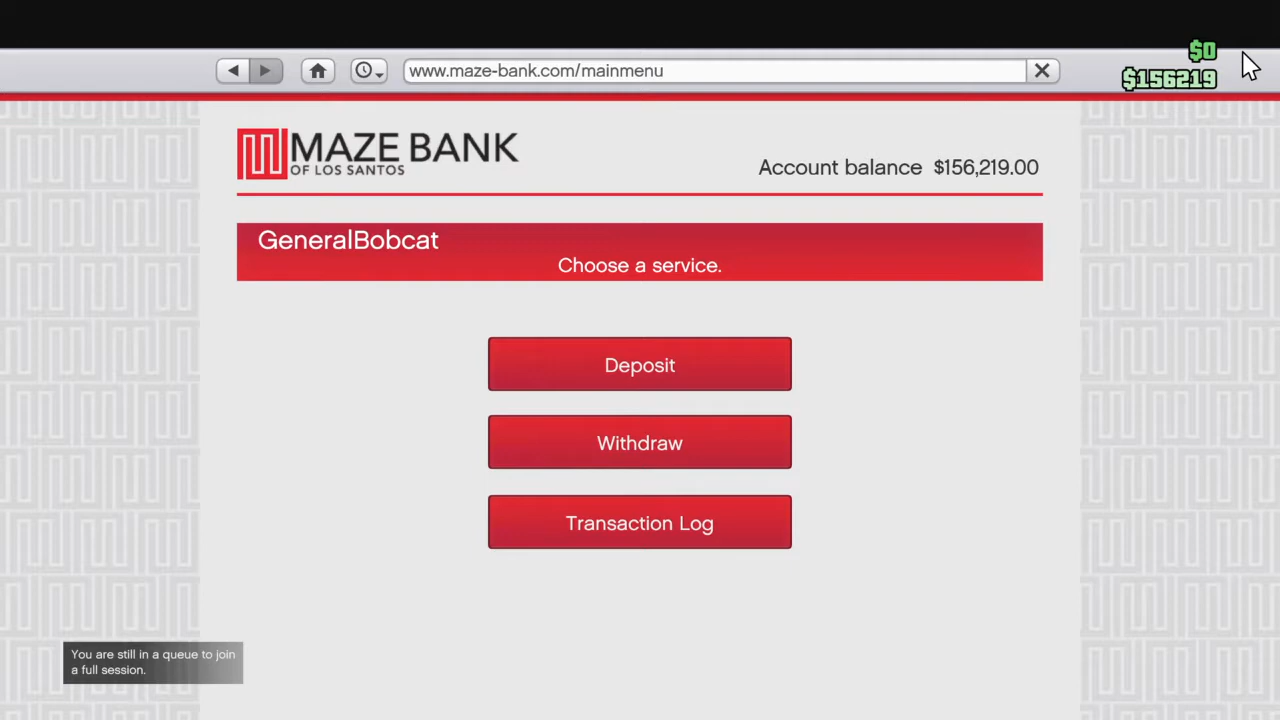 www.maze-bank.com/mainmenu
$0
$156219
MAZE BANK
OF LOS SANTOS
Account balance $156,219.00
GeneralBobcat
Choose a service.
Deposit
Withdraw
Transaction Log
You are still in a queue to join
a full session.